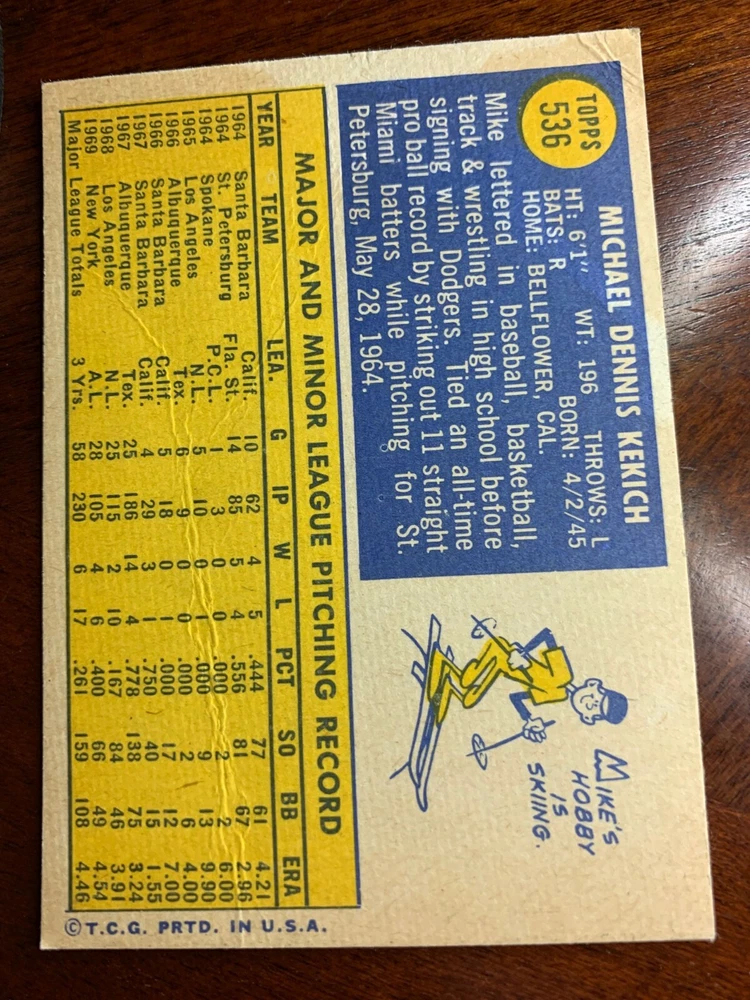 TOPPS
536
MICHAEL DENNIS KEKICH
HT: 6'1" WT: 196 THROWS: L
BATS: R BORN: 4/2/45
HOME: BELLFLOWER, CAL.
Mike lettered in baseball, basketball,
track & wrestling in high school before
signing with Dodgers. Tied an all-time
pro ball record by striking out 11 straight
Miami batters while pitching for St.
Petersburg, May 28, 1964.
MIKE'S
HOBBY
IS
SKIING.
MAJOR AND MINOR LEAGUE PITCHING RECORD
YEAR TEAM LEA. G IP W L PCT SO BB ERA
1964 Santa Barbara Calif. 10 62 4 5 .444 77 61 4.21
1964 St. Petersburg Fla. St. 14 85 5 4 .556 81 67 2.96
1964 Spokane P.C.L. 1 3 0 0 .000 2 2 6.00
1965 Los Angeles N.L. 5 10 0 1 .000 9 13 9.90
1966 Albuquerque Tex. 6 9 0 0 .000 2 6 4.00
1966 Santa Barbara Calif. 5 18 0 1 .000 17 12 7.00
1967 Santa Barbara Calif. 4 29 3 1 .750 40 15 1.55
1967 Albuquerque Tex. 25 186 14 4 .778 138 75 3.24
1968 Los Angeles N.L. 25 115 2 10 .167 84 46 3.91
1969 New York A.L. 28 105 4 6 .400 66 49 4.54
Major League Totals 3 Yrs. 58 230 6 17 .261 159 108 4.46
©T.C.G. PRTD. IN U.S.A.